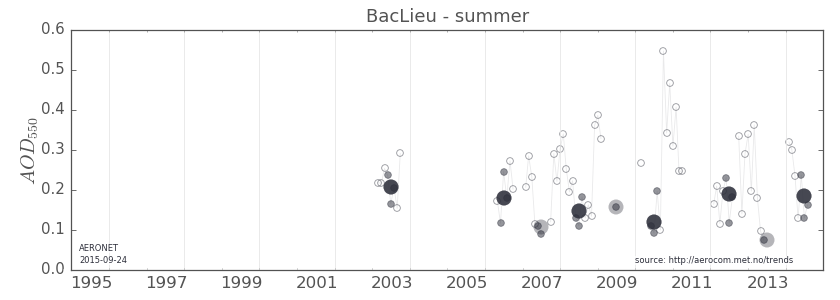 BacLieu - summer
0.6
0.5
0.4
0.3
0.2
0.1
0.0
AOD550
AERONET
2015-09-24
source: http://aerocom.met.no/trends
1995 1997 1999 2001 2003 2005 2007 2009 2011 2013